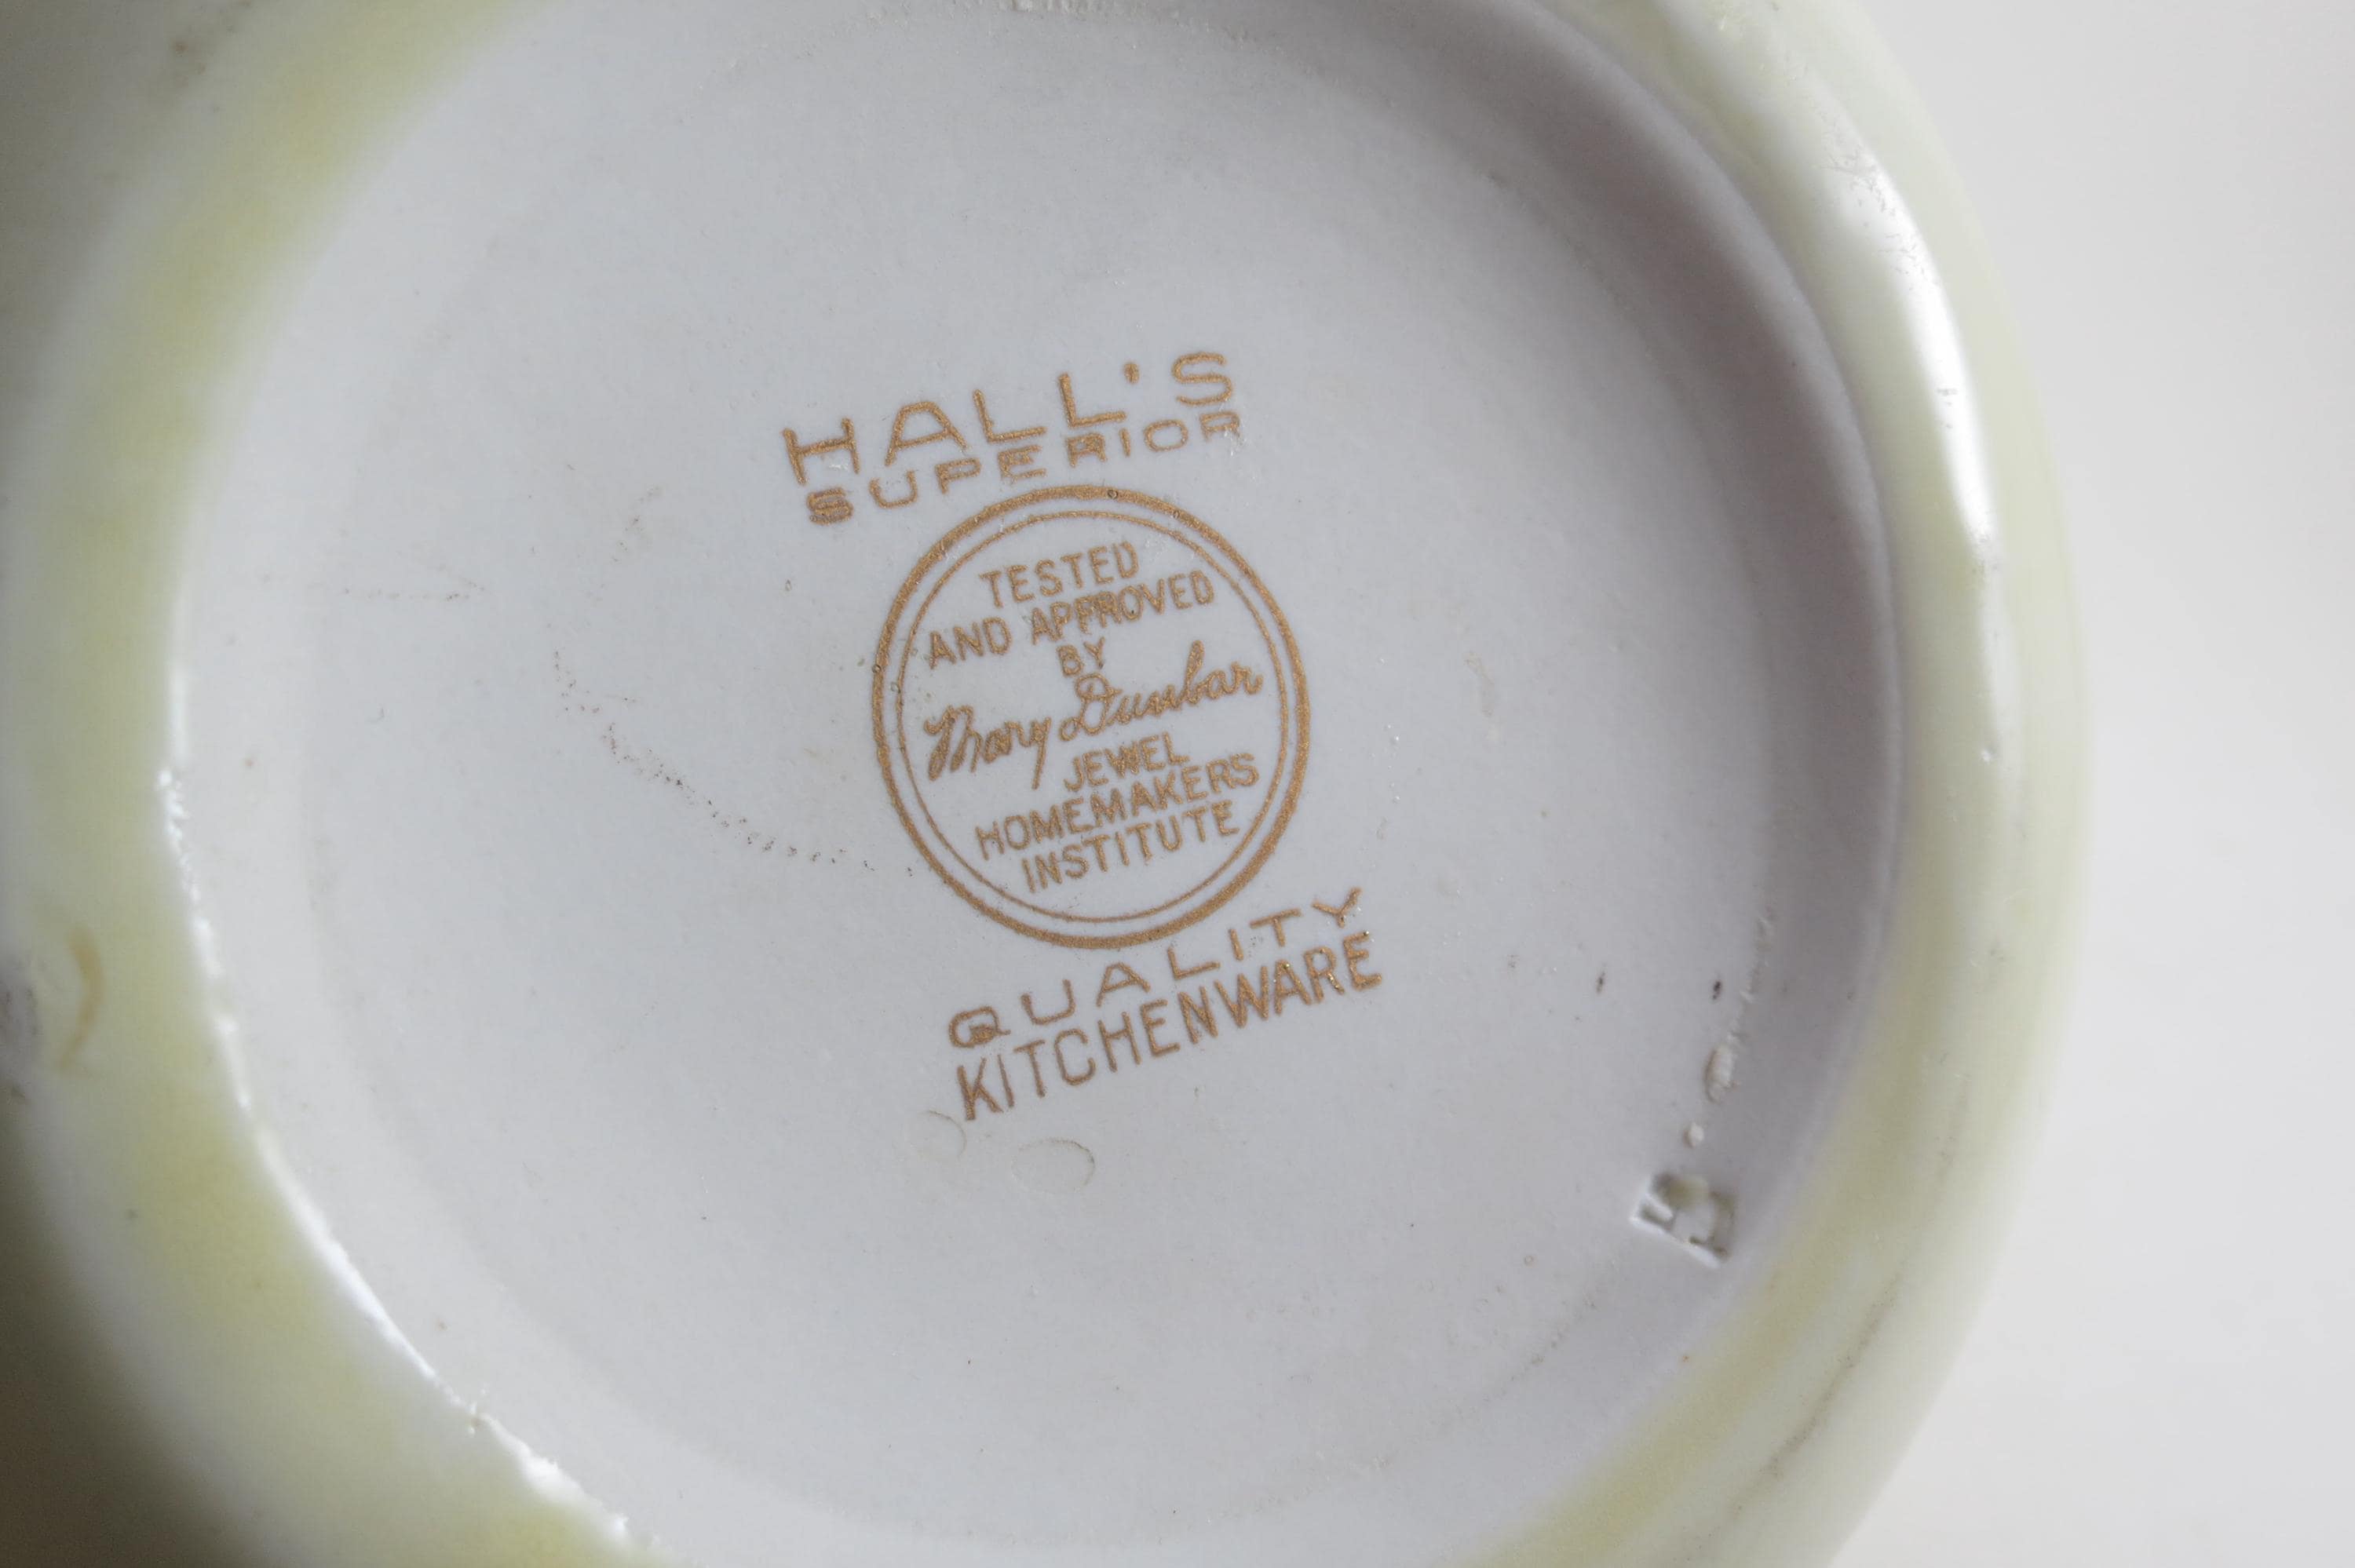 HALL'S
SUPERIOR
TESTED
AND APPROVED
BY
Mary Dunbar
JEWEL
HOMEMAKERS
INSTITUTE
QUALITY
KITCHENWARE